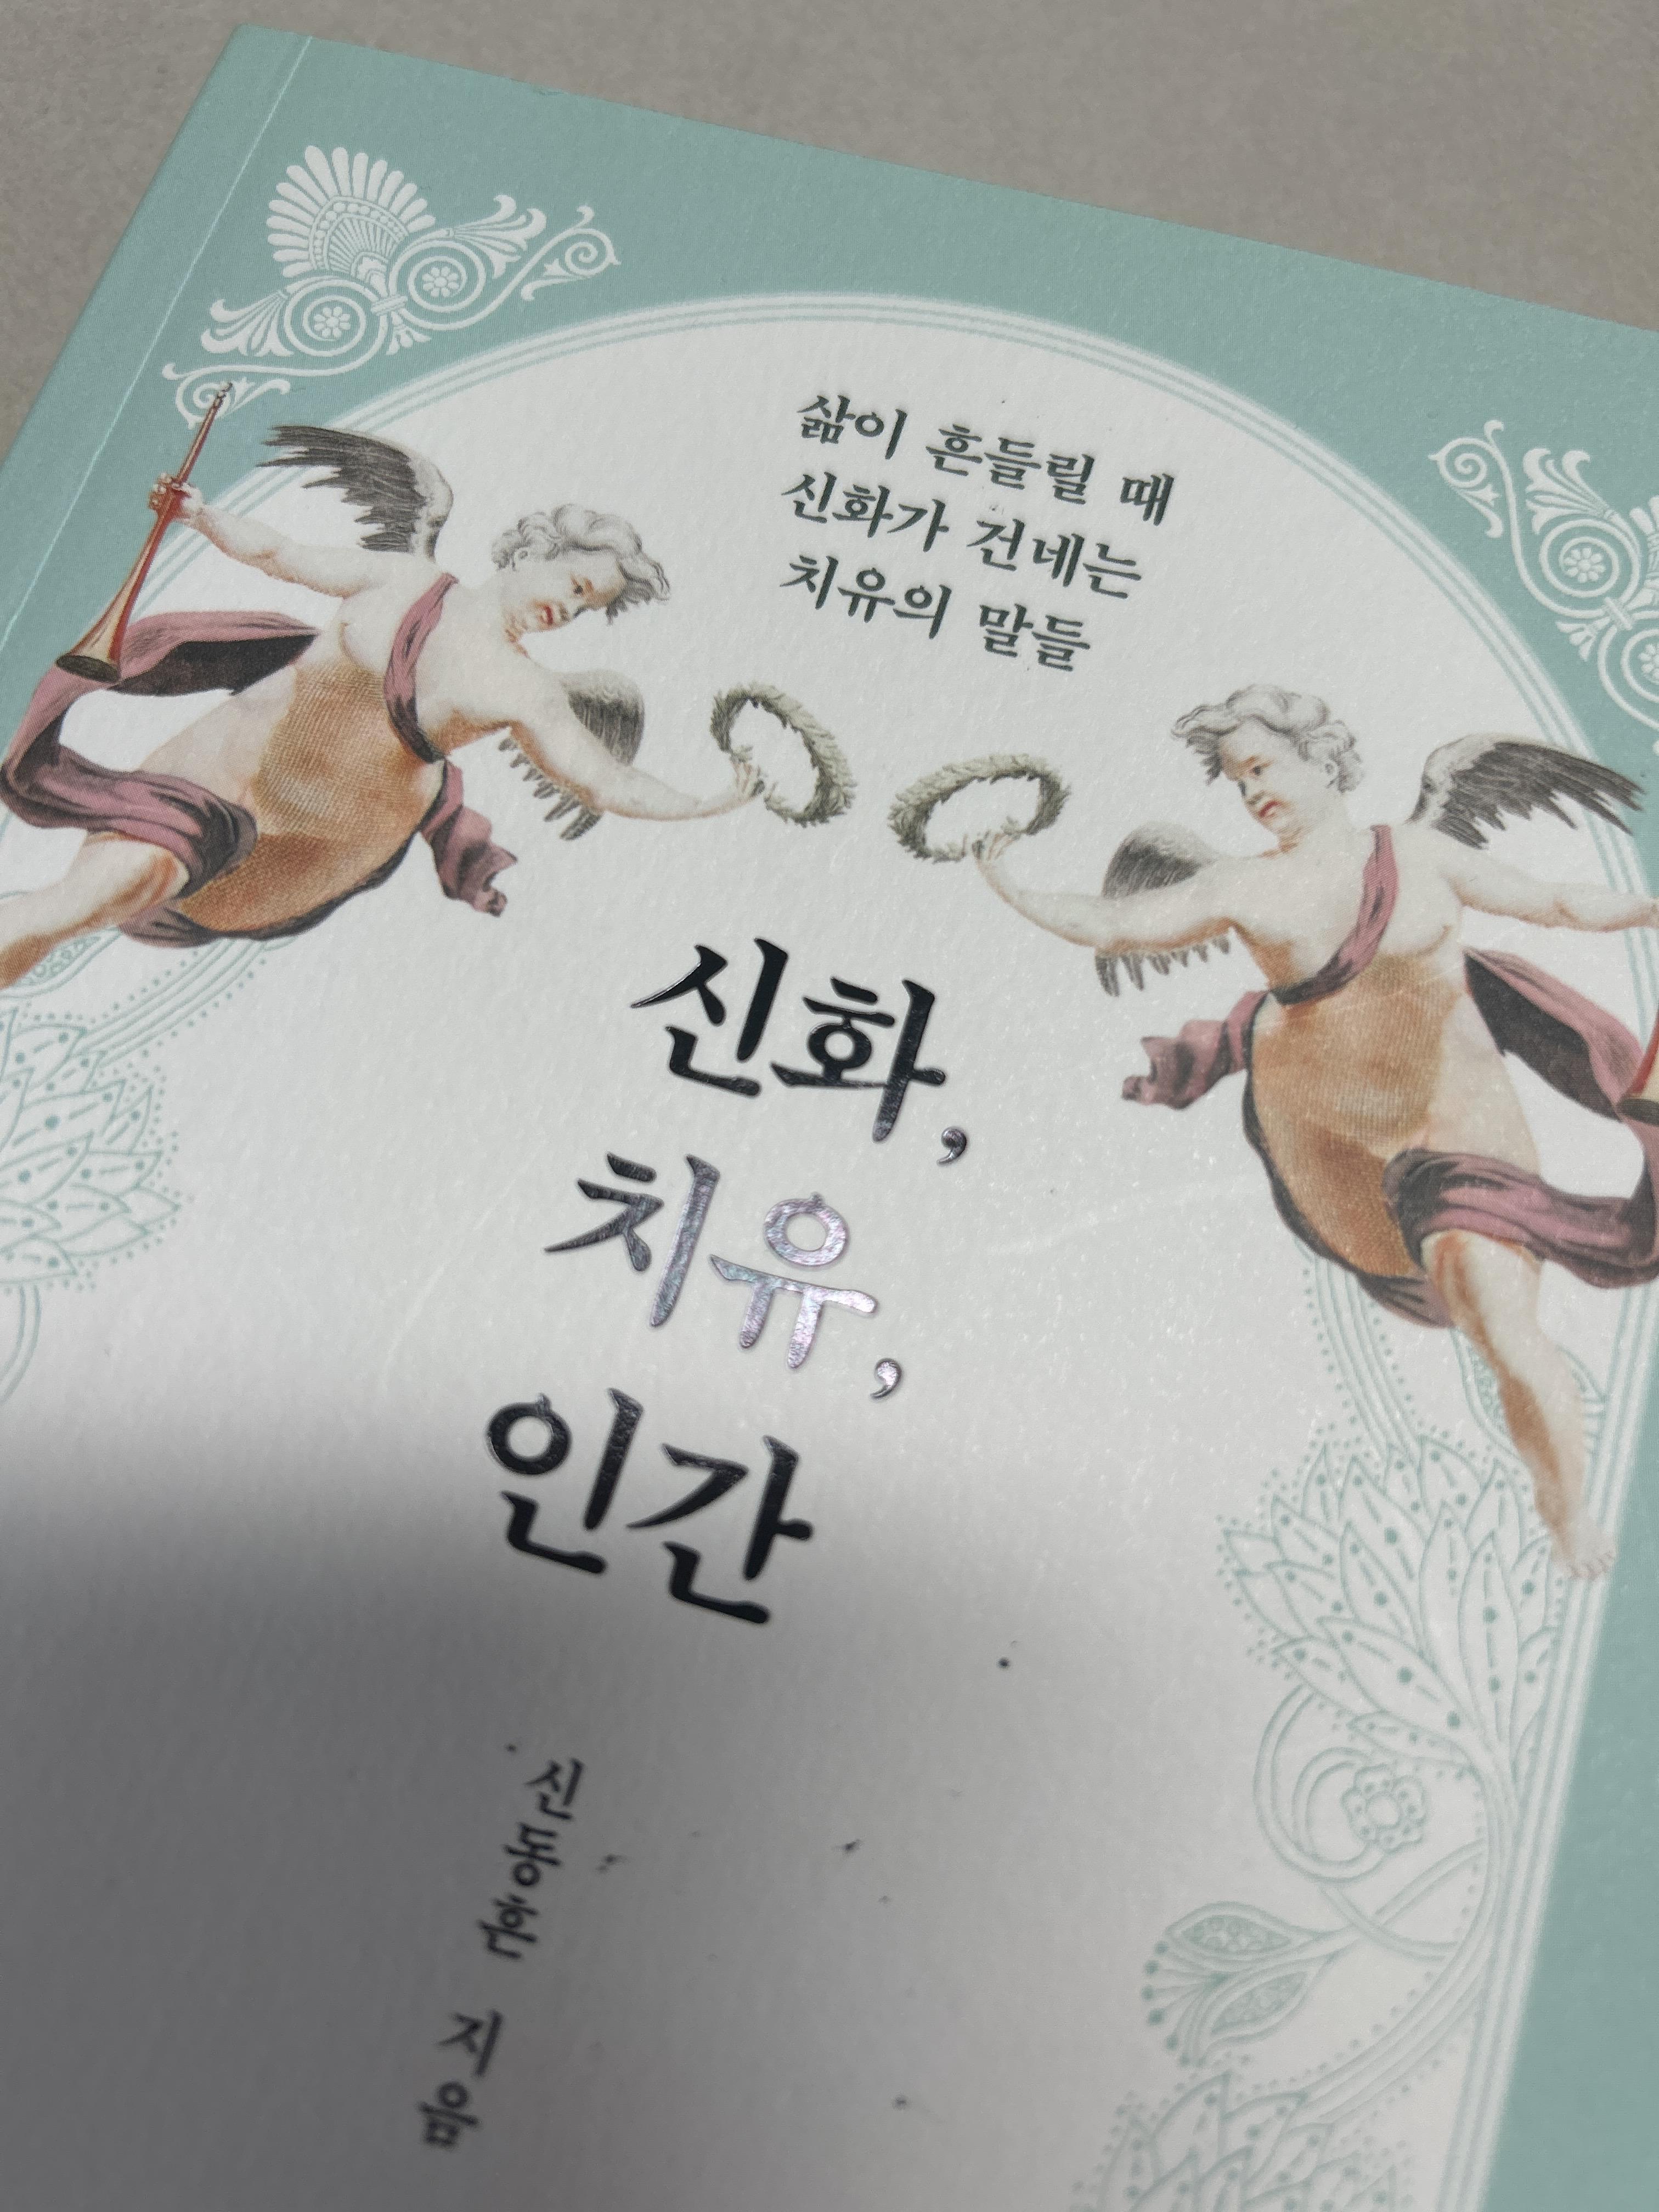 삶이 흔들릴 때
신화가 건네는
치유의 말들
신화,
치유,
인간
신동흔 지음